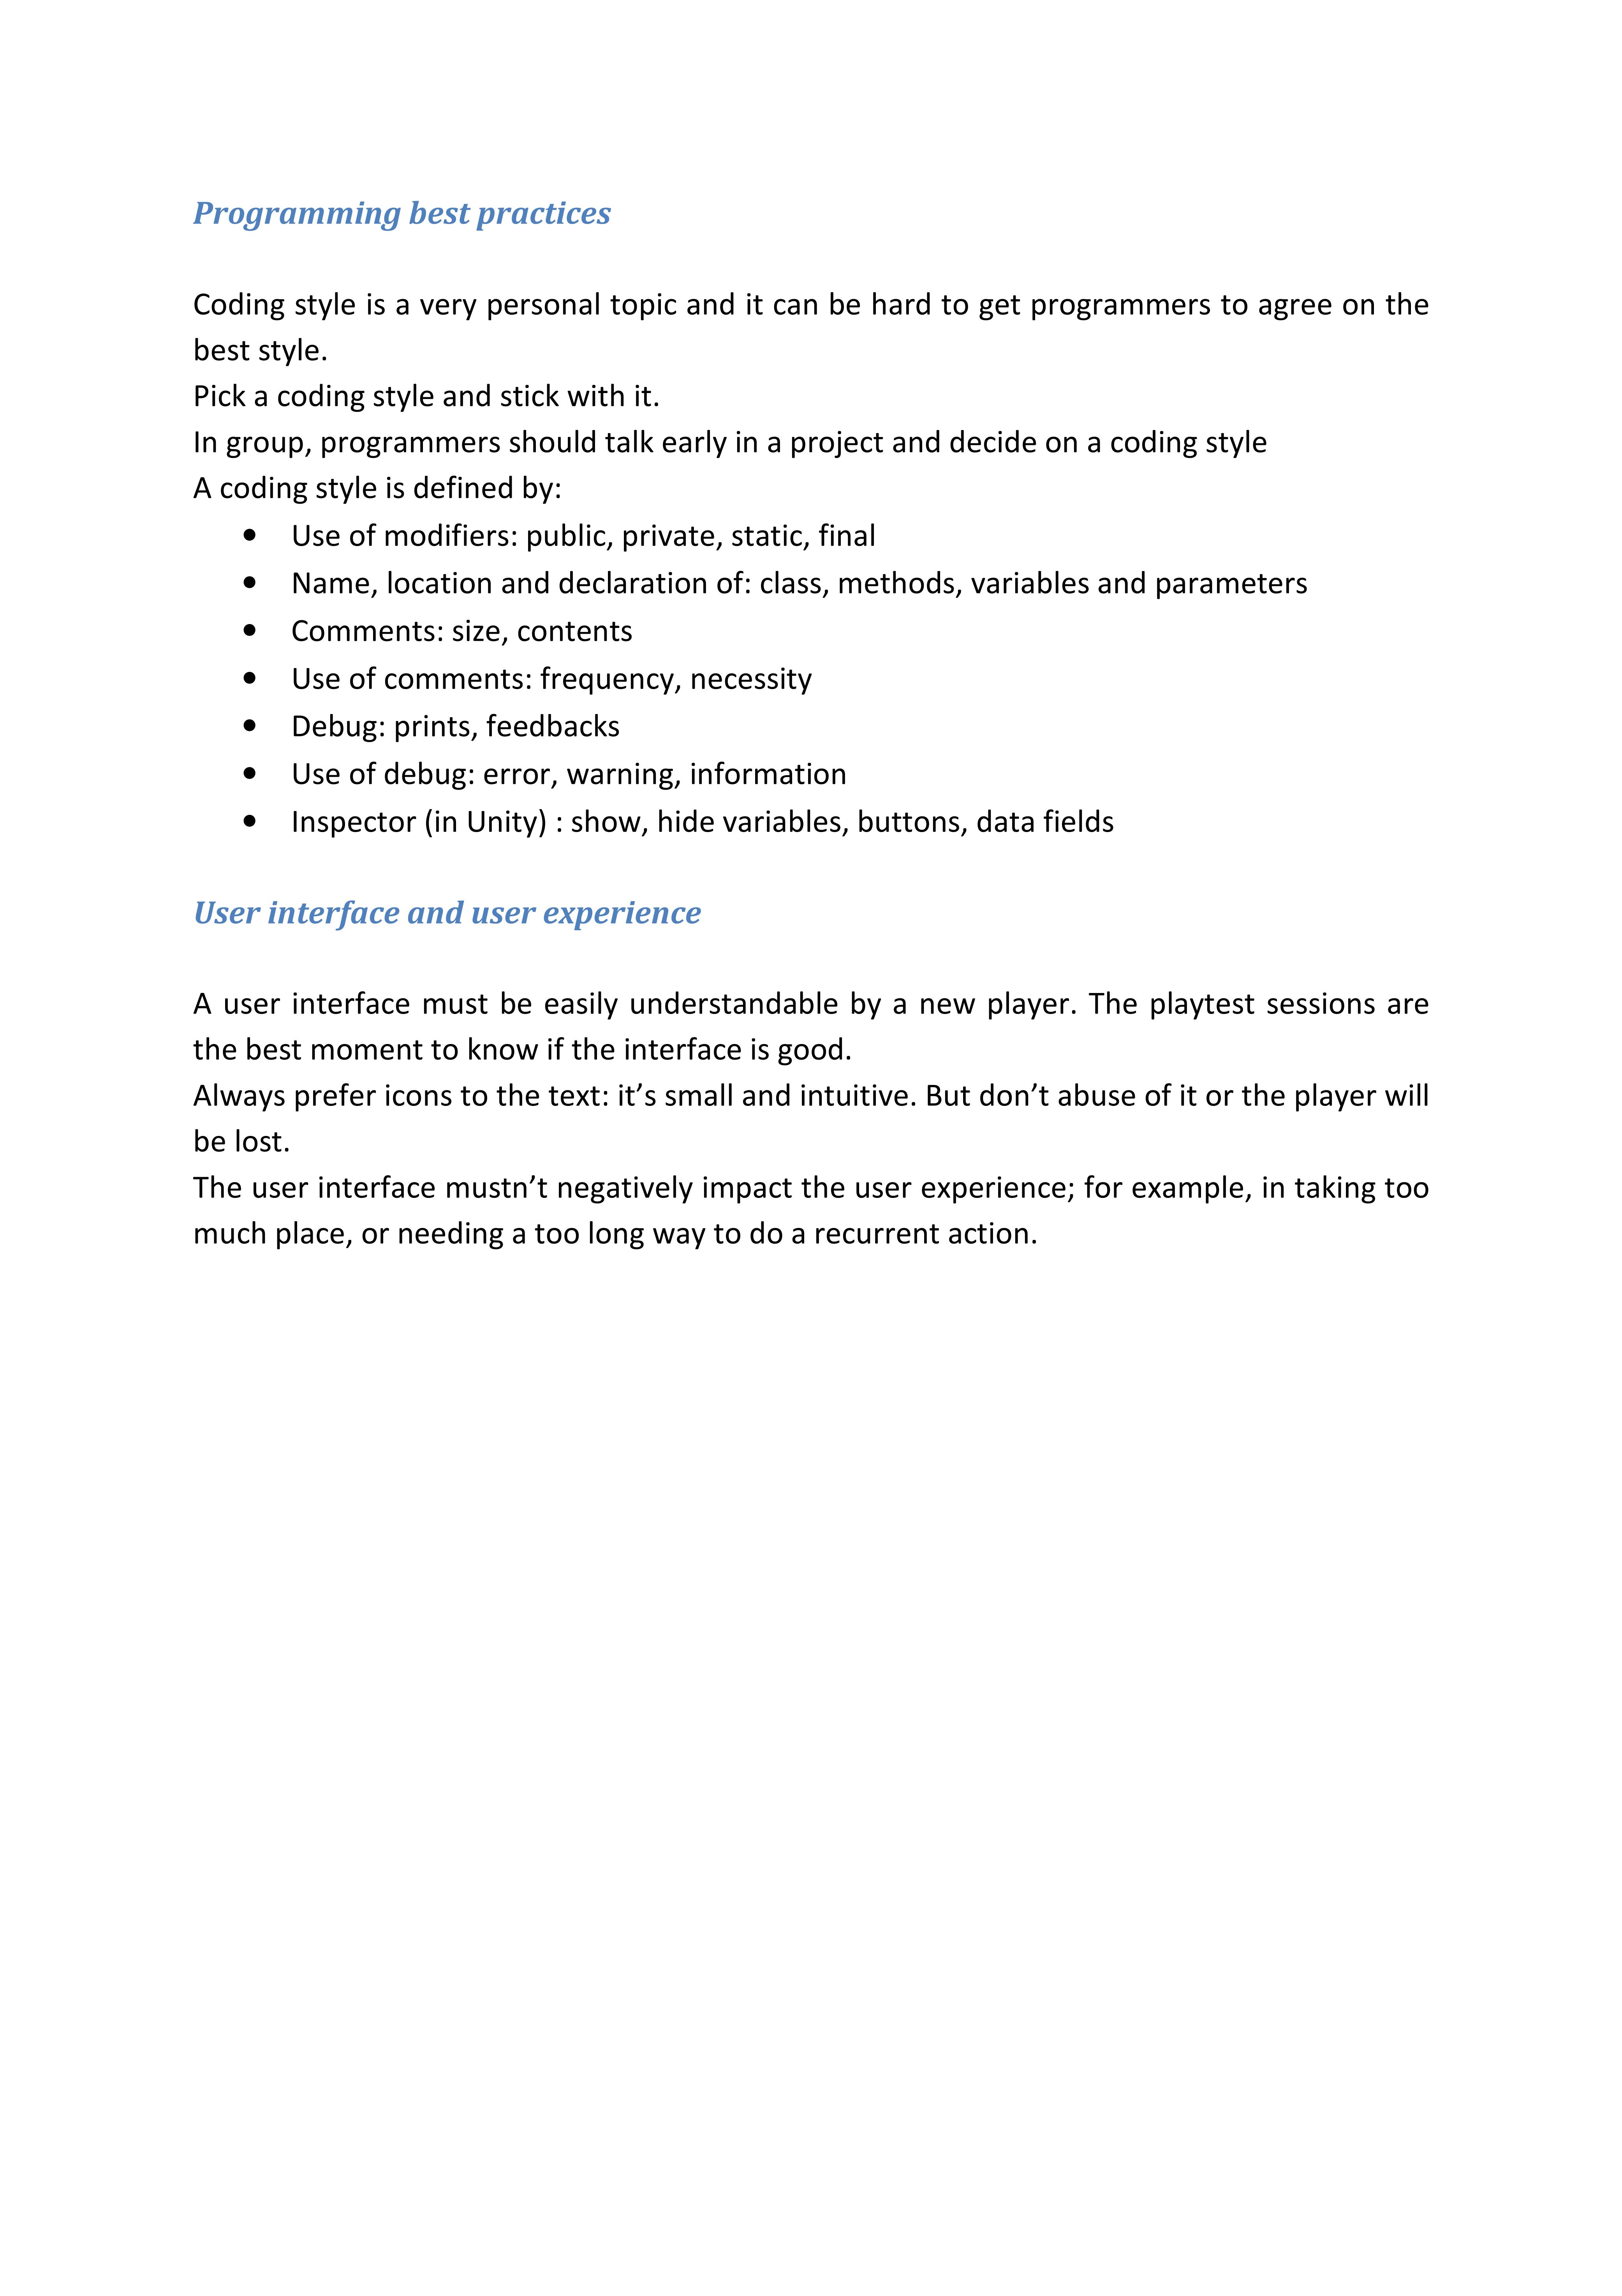 Programming best practices
Coding style is a very personal topic and it can be hard to get programmers to agree on the
best style.
Pick a coding style and stick with it.
In group, programmers should talk early in a project and decide on a coding style
A coding style is defined by:
• Use of modifiers: public, private, static, final
• Name, location and declaration of: class, methods, variables and parameters
• Comments: size, contents
• Use of comments: frequency, necessity
• Debug: prints, feedbacks
• Use of debug: error, warning, information
• Inspector (in Unity) : show, hide variables, buttons, data fields
User interface and user experience
A user interface must be easily understandable by a new player. The playtest sessions are
the best moment to know if the interface is good.
Always prefer icons to the text: it’s small and intuitive. But don’t abuse of it or the player will
be lost.
The user interface mustn’t negatively impact the user experience; for example, in taking too
much place, or needing a too long way to do a recurrent action.